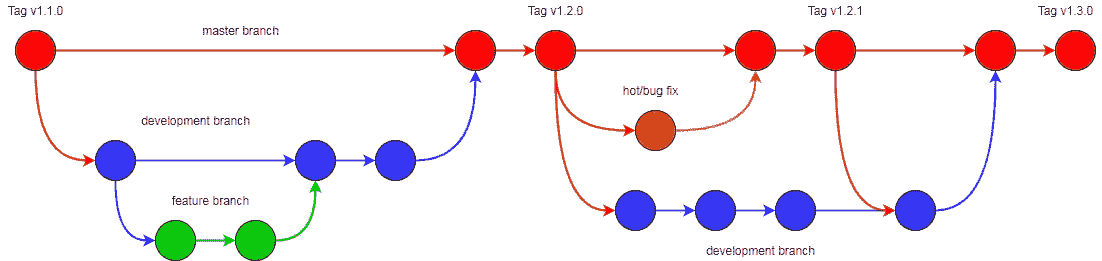 Tag v1.1.0
Tag v1.2.0
Tag v1.2.1
Tag v1.3.0
master branch
hot/bug fix
development branch
feature branch
development branch